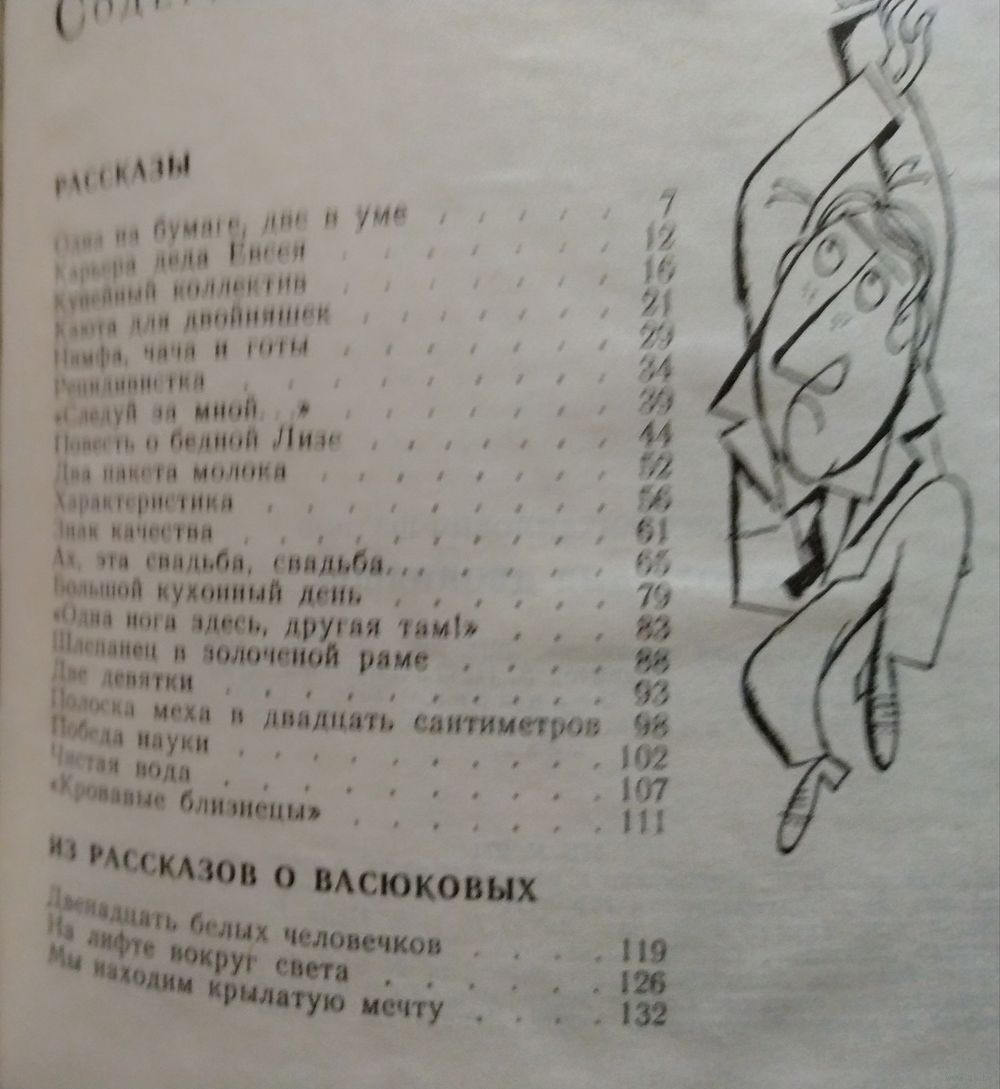 РАССКАЗЫ
Одна на бумаге, две в уме . . . . . 7
Карьера деда Евсея . . . . . . . 12
Купейный коллектив . . . . . . . 16
Каюта для двойняшек . . . . . . 21
Нимфа, чача и готы . . . . . . . 29
Рецидивистка . . . . . . . . . 34
«Следуй за мной...» . . . . . . . 39
Повесть о бедной Лизе . . . . . . 44
Два пакета молока . . . . . . . 52
Характеристика . . . . . . . . 56
Знак качества . . . . . . . . . 61
Ах, эта свадьба, свадьба... . . . . . 65
Большой кухонный день . . . . . 79
«Одна нога здесь, другая там!» . . . 83
Шлепанец в золоченой раме . . . . 88
Две девятки . . . . . . . . . . 93
Полоска меха в двадцать сантиметров 98
Победа науки . . . . . . . . . 102
Чистая вода . . . . . . . . . . 107
«Кровавые близнецы» . . . . . . . 111
ИЗ РАССКАЗОВ О ВАСЮКОВЫХ
Двенадцать белых человечков . . . . 119
На лифте вокруг света . . . . . . 126
Мы находим крылатую мечту . . . . 132